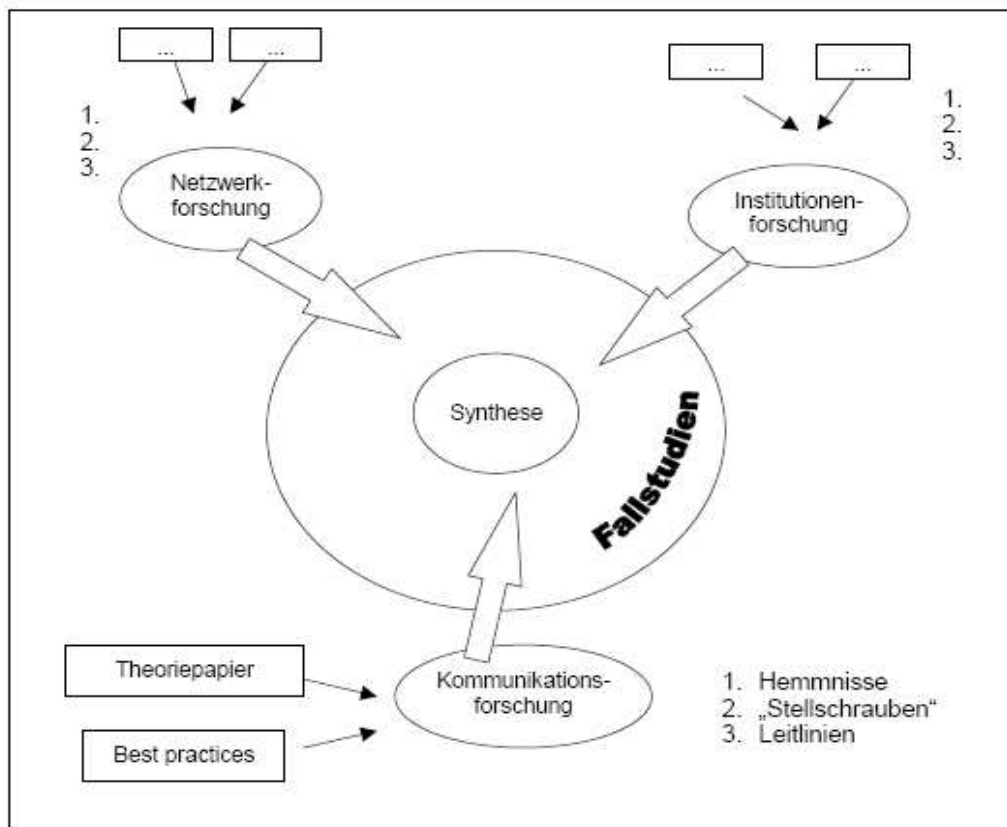 ...
...
...
...
1.
2.
3.
1.
2.
3.
Netzwerk-
forschung
Institutionen-
forschung
Synthese
Fallstudien
Theoriepapier
Best practices
Kommunikations-
forschung
1. Hemmnisse
2. „Stellschrauben“
3. Leitlinien